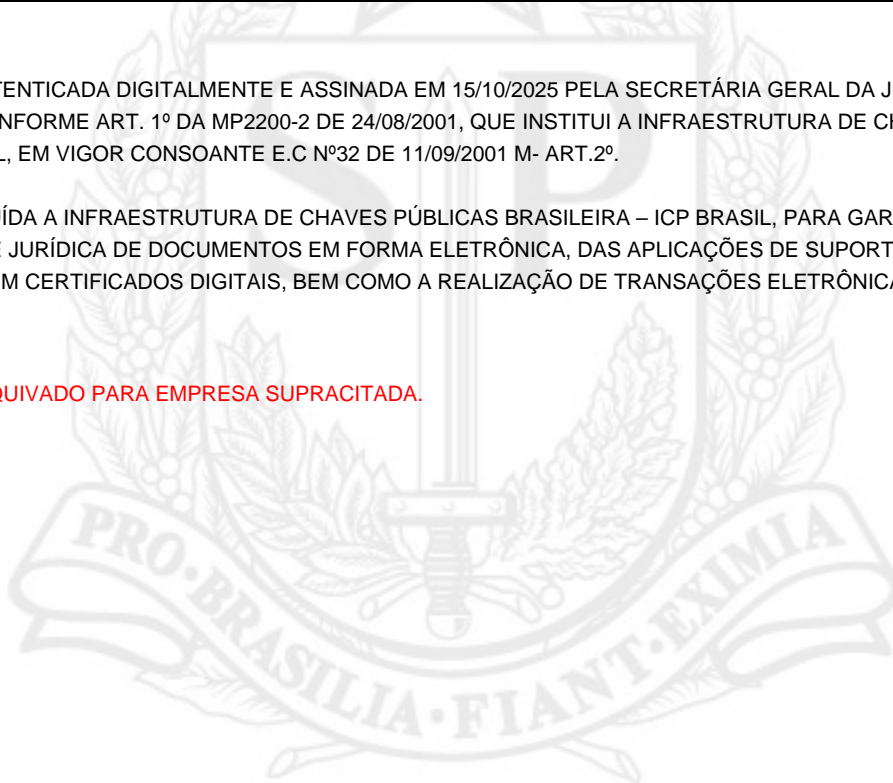 TENTICADA DIGITALMENTE E ASSINADA EM 15/10/2025 PELA SECRETÁRIA GERAL DA J
NFORME ART. 1º DA MP2200-2 DE 24/08/2001, QUE INSTITUI A INFRAESTRUTURA DE CH
L, EM VIGOR CONSOANTE E.C Nº32 DE 11/09/2001 M- ART.2º.
UÍDA A INFRAESTRUTURA DE CHAVES PÚBLICAS BRASILEIRA – ICP BRASIL, PARA GAR
E JURÍDICA DE DOCUMENTOS EM FORMA ELETRÔNICA, DAS APLICAÇÕES DE SUPORT
M CERTIFICADOS DIGITAIS, BEM COMO A REALIZAÇÃO DE TRANSAÇÕES ELETRÔNICA
QUIVADO PARA EMPRESA SUPRACITADA.
SP
PRO·BRASILIA·FIANT·EXIMIA